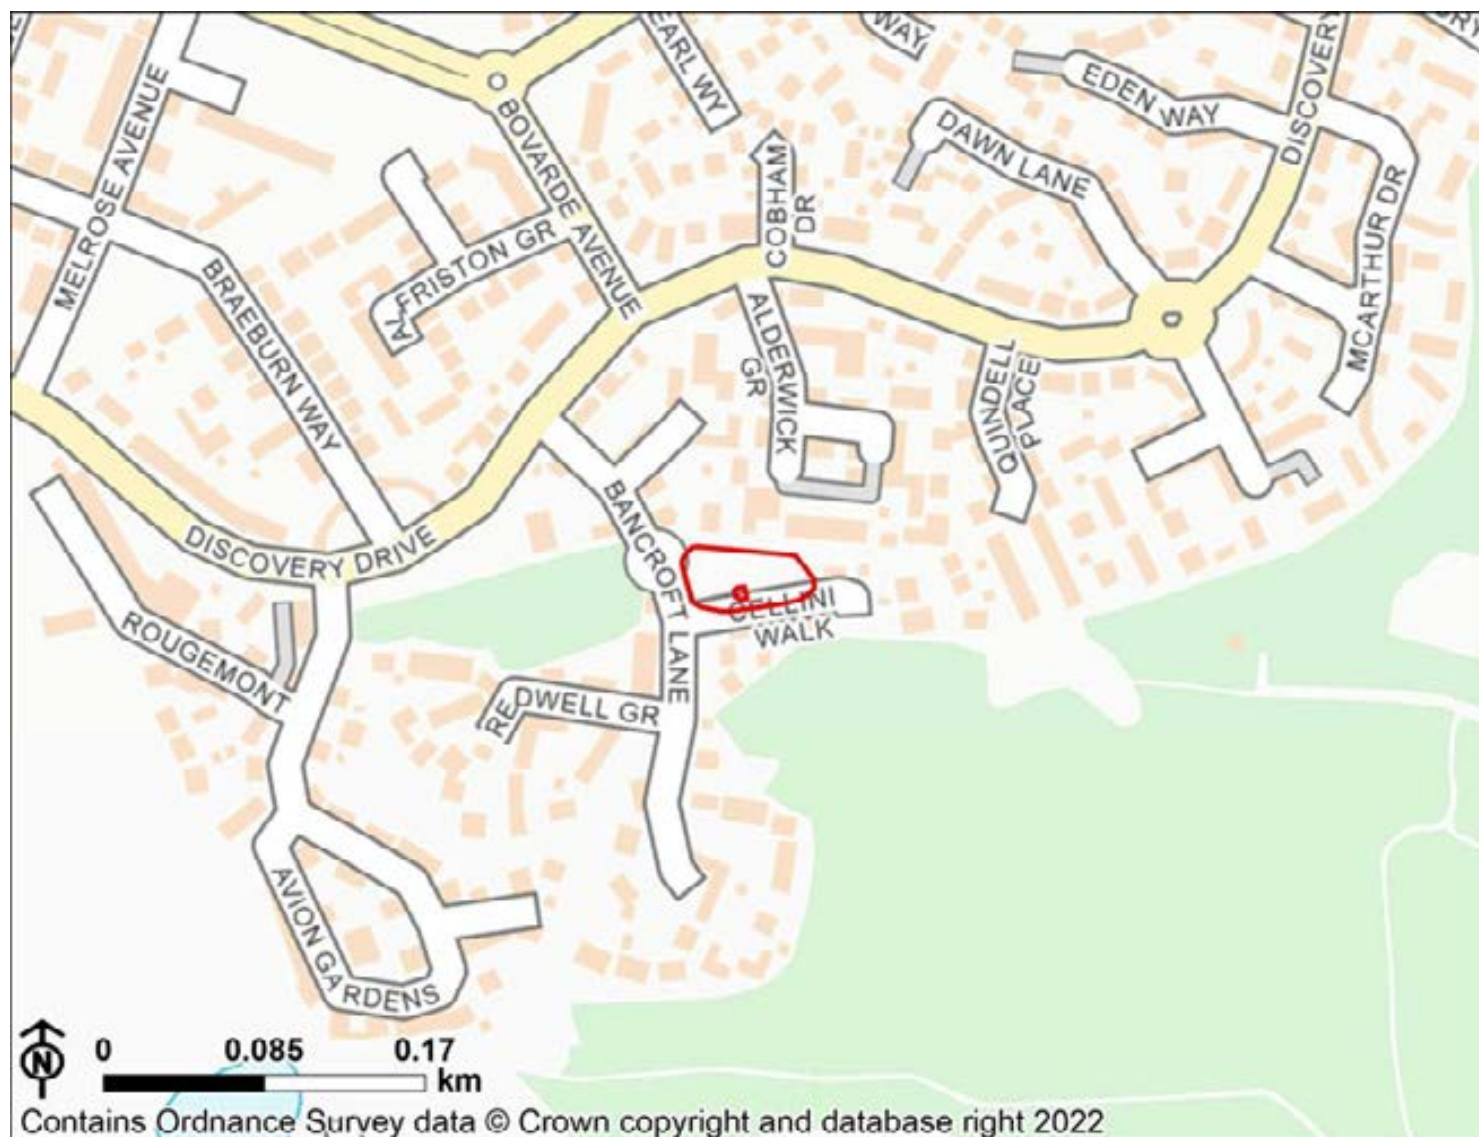 EARL WY
WAY
DISCOVERY
EDEN WAY
MELROSE AVENUE
BOVARDE AVENUE
DAWN LANE
COBHAM
DR
MCARTHUR DR
ALFRISTON GR
BRAEBURN WAY
ALDERWICK
GR
QUINDELL
PLACE
BANCROFT LANE
DISCOVERY DRIVE
CELLINI
WALK
ROUGEMONT
REDWELL GR
AVION GARDENS
N
0 0.085 0.17
km
Contains Ordnance Survey data © Crown copyright and database right 2022